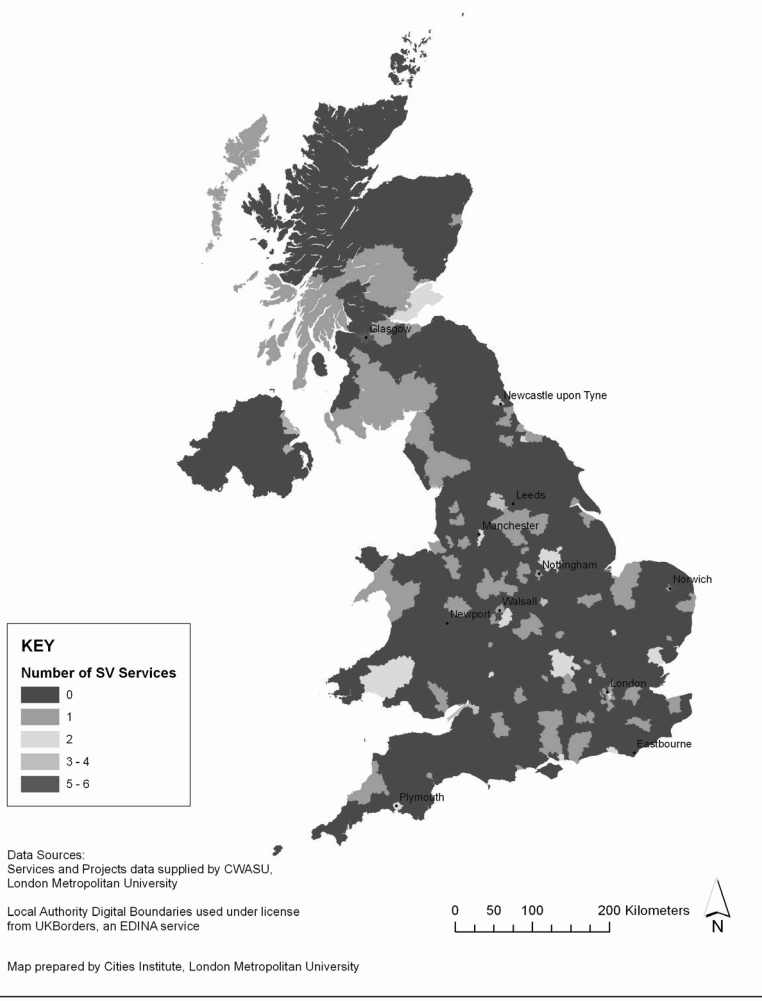 Glasgow
Newcastle upon Tyne
Leeds
Manchester
Nottingham
Norwich
Walsall
Newport
London
Eastbourne
Plymouth
KEY
Number of SV Services
0
1
2
3 - 4
5 - 6
Data Sources:
Services and Projects data supplied by CWASU,
London Metropolitan University
Local Authority Digital Boundaries used under license
from UKBorders, an EDINA service
Map prepared by Cities Institute, London Metropolitan University
0 50 100 200 Kilometers
N